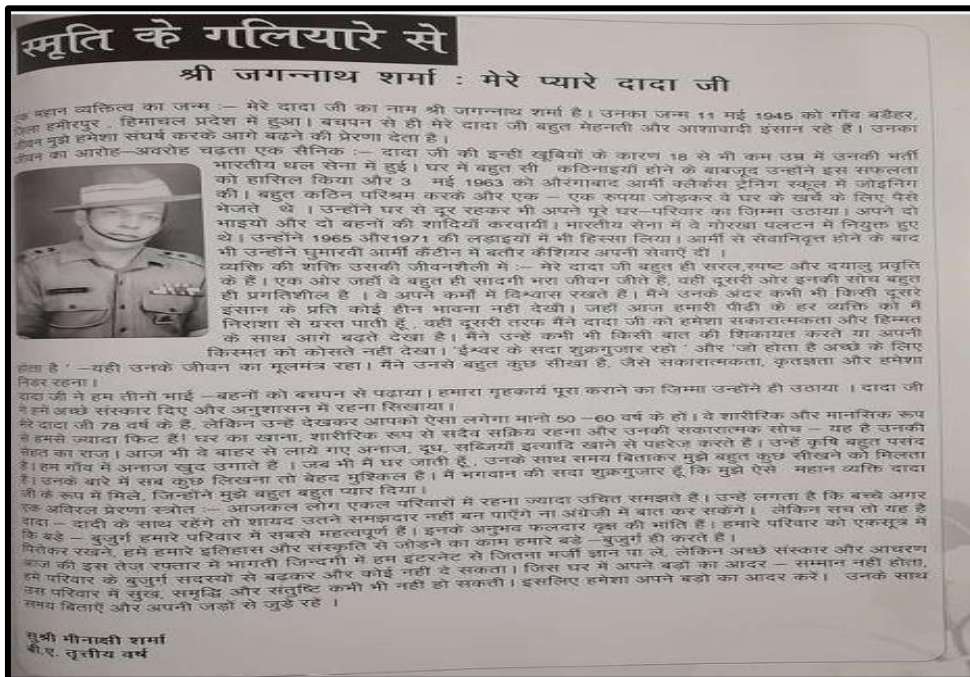 स्मृति के गलियारे से
श्री जगन्नाथ शर्मा : मेरे प्यारे दादा जी
एक महान व्यक्तित्व का जन्म :– मेरे दादा जी का नाम श्री जगन्नाथ शर्मा है। उनका जन्म 11 मई 1945 को गाँव बडैहर,
जिला हमीरपुर , हिमाचल प्रदेश में हुआ। बचपन से ही मेरे दादा जी बहुत मेहनती और आशावादी इंसान रहे हैं। उनका
जीवन मुझे हमेशा संघर्ष करके आगे बढ़ने की प्रेरणा देता है।
जीवन का आरोह–अवरोह चढ़ता एक सैनिक :– दादा जी की इन्हीं खूबियों के कारण 18 से भी कम उम्र में उनकी भर्ती
भारतीय थल सेना में हुई। घर में बहुत सी कठिनाइयाँ होने के बाबजूद उन्होंने इस सफलता
को हासिल किया और 3 मई 1963 को औरंगाबाद आर्मी क्लेर्कस ट्रेनिंग स्कूल में जोइनिंग
की। बहुत कठिन परिश्रम करके और एक – एक रुपया जोड़कर वे घर के खर्चे के लिए पैसे
भेजते थे । उन्होंने घर से दूर रहकर भी अपने पूरे घर–परिवार का जिम्मा उठाया। अपने दो
भाइयों और दो बहनों की शादियाँ करवायीं। भारतीय सेना में वे गोरखा पलटन में नियुक्त हुए
थे। उन्होंने 1965 और1971 की लड़ाइयों में भी हिस्सा लिया। आर्मी से सेवानिवृत होने के बाद
भी उन्होंने घुमारवीं आर्मी कैंटीन में बतौर कैशियर अपनी सेवाएँ दीं ।
व्यक्ति की शक्ति उसकी जीवनशैली में :– मेरे दादा जी बहुत ही सरल,स्पष्ट और दयालु प्रवृत्ति
के हैं। एक ओर जहाँ वे बहुत ही सादगी भरा जीवन जीते हैं, वहीं दूसरी ओर इनकी सोच बहुत
ही प्रगतिशील है । वे अपने कर्मों में विश्वास रखते हैं। मैंने उनके अंदर कभी भी किसी दूसरे
इंसान के प्रति कोई हीन भावना नहीं देखी। जहाँ आज हमारी पीढ़ी के हर व्यक्ति को मैं
निराशा से ग्रस्त पाती हूँ , वहीं दूसरी तरफ मैंने दादा जी को हमेशा सकारात्मकता और हिम्मत
के साथ आगे बढ़ते देखा है। मैंने उन्हें कभी भी किसी बात की शिकायत करते या अपनी
किस्मत को कोसते नहीं देखा। 'ईश्वर के सदा शुक्रगुजार रहो ' और 'जो होता है अच्छे के लिए
होता है ' –यही उनके जीवन का मूलमंत्र रहा। मैंने उनसे बहुत कुछ सीखा है, जैसे सकारात्मकता, कृतज्ञता और हमेशा
निडर रहना।
दादा जी ने हम तीनों भाई –बहनों को बचपन से पढ़ाया। हमारा गृहकार्य पूरा कराने का जिम्मा उन्होंने ही उठाया । दादा जी
ने हमें अच्छे संस्कार दिए और अनुशासन में रहना सिखाया।
मेरे दादा जी 78 वर्ष के हैं, लेकिन उन्हें देखकर आपको ऐसा लगेगा मानो 50 –60 वर्ष के हों। वे शारीरिक और मानसिक रूप
से हमसे ज्यादा फिट हैं! घर का खाना, शारीरिक रूप से सदैव सक्रिय रहना और उनकी सकारात्मक सोच – यह है उनकी
सेहत का राज। आज भी वे बाहर से लाये गए अनाज, दूध, सब्जियाँ इत्यादि खाने से पहरेज करते हैं। उन्हें कृषि बहुत पसंद
है। हम गाँव में अनाज खुद उगाते हैं । जब भी मैं घर जाती हूँ , उनके साथ समय बिताकर मुझे बहुत कुछ सीखने को मिलता
है। उनके बारे में सब कुछ लिखना तो बेहद मुश्किल है। मैं भगवान की सदा शुक्रगुजार हूँ कि मुझे ऐसे महान व्यक्ति दादा
जी के रूप में मिले, जिन्होंने मुझे बहुत बहुत प्यार दिया।
एक अविरल प्रेरणा स्त्रोत :– आजकल लोग एकल परिवारों में रहना ज्यादा उचित समझते हैं। उन्हें लगता है कि बच्चे अगर
दादा – दादी के साथ रहेंगे तो शायद उतने समझदार नहीं बन पाएँगे ना अंग्रेजी में बात कर सकेंगे। लेकिन सच तो यह है
कि बड़े – बुजुर्ग हमारे परिवार में सबसे महत्वपूर्ण हैं। इनके अनुभव फलदार वृक्ष की भांति हैं। हमारे परिवार को एकसूत्र में
पिरोकर रखने, हमें हमारे इतिहास और संस्कृति से जोड़ने का काम हमारे बड़े –बुजुर्ग ही करते हैं।
आज की इस तेज रफ्तार में भागती जिन्दगी में हम इंटरनेट से जितना मर्जी ज्ञान पा लें, लेकिन अच्छे संस्कार और आचरण
हमें परिवार के बुजुर्ग सदस्यों से बढ़कर और कोई नहीं दे सकता। जिस घर में अपने बड़ों का आदर – सम्मान नहीं होता,
उस परिवार में सुख, समृद्धि और संतुष्टि कभी भी नहीं हो सकती। इसलिए हमेशा अपने बड़ो का आदर करें। उनके साथ
समय बिताएँ और अपनी जड़ों से जुड़े रहें ।
सुश्री मीनाक्षी शर्मा
बी.ए. तृत्तीय वर्ष